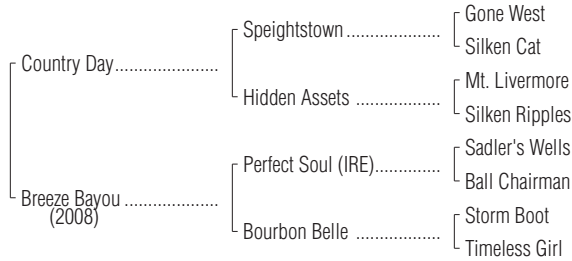 Gone West
Speightstown ..................
Silken Cat
Country Day....................
Mt. Livermore
Hidden Assets ................
Silken Ripples
Sadler's Wells
Perfect Soul (IRE).............
Ball Chairman
Breeze Bayou ..................
(2008)
Storm Boot
Bourbon Belle ................
Timeless Girl